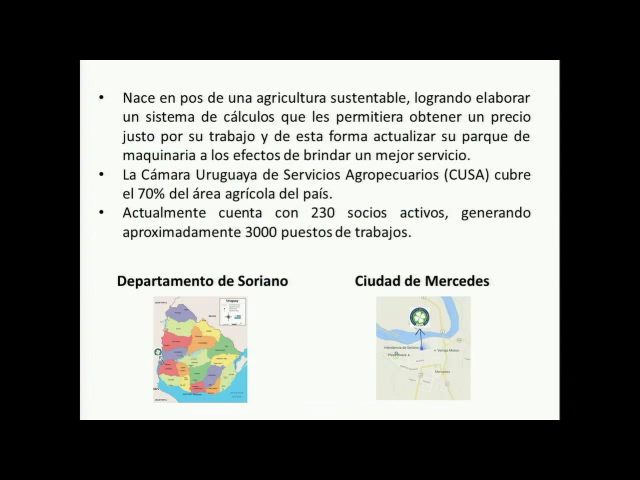 • Nace en pos de una agricultura sustentable, logrando elaborar
un sistema de cálculos que les permitiera obtener un precio
justo por su trabajo y de esta forma actualizar su parque de
maquinaria a los efectos de brindar un mejor servicio.
• La Cámara Uruguaya de Servicios Agropecuarios (CUSA) cubre
el 70% del área agrícola del país.
• Actualmente cuenta con 230 socios activos, generando
aproximadamente 3000 puestos de trabajos.
Departamento de Soriano
Ciudad de Mercedes
Uruguay
Mercedes